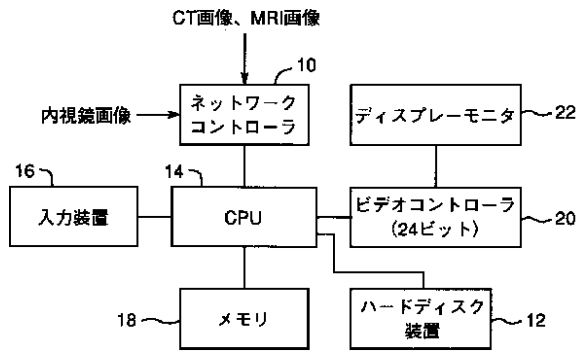 CT画像、MRI画像
10
内視鏡画像
ネットワーク
コントローラ
ディスプレーモニタ
22
16
14
入力装置
CPU
ビデオコントローラ
(24ビット)
20
18
メモリ
ハードディスク
装置
12